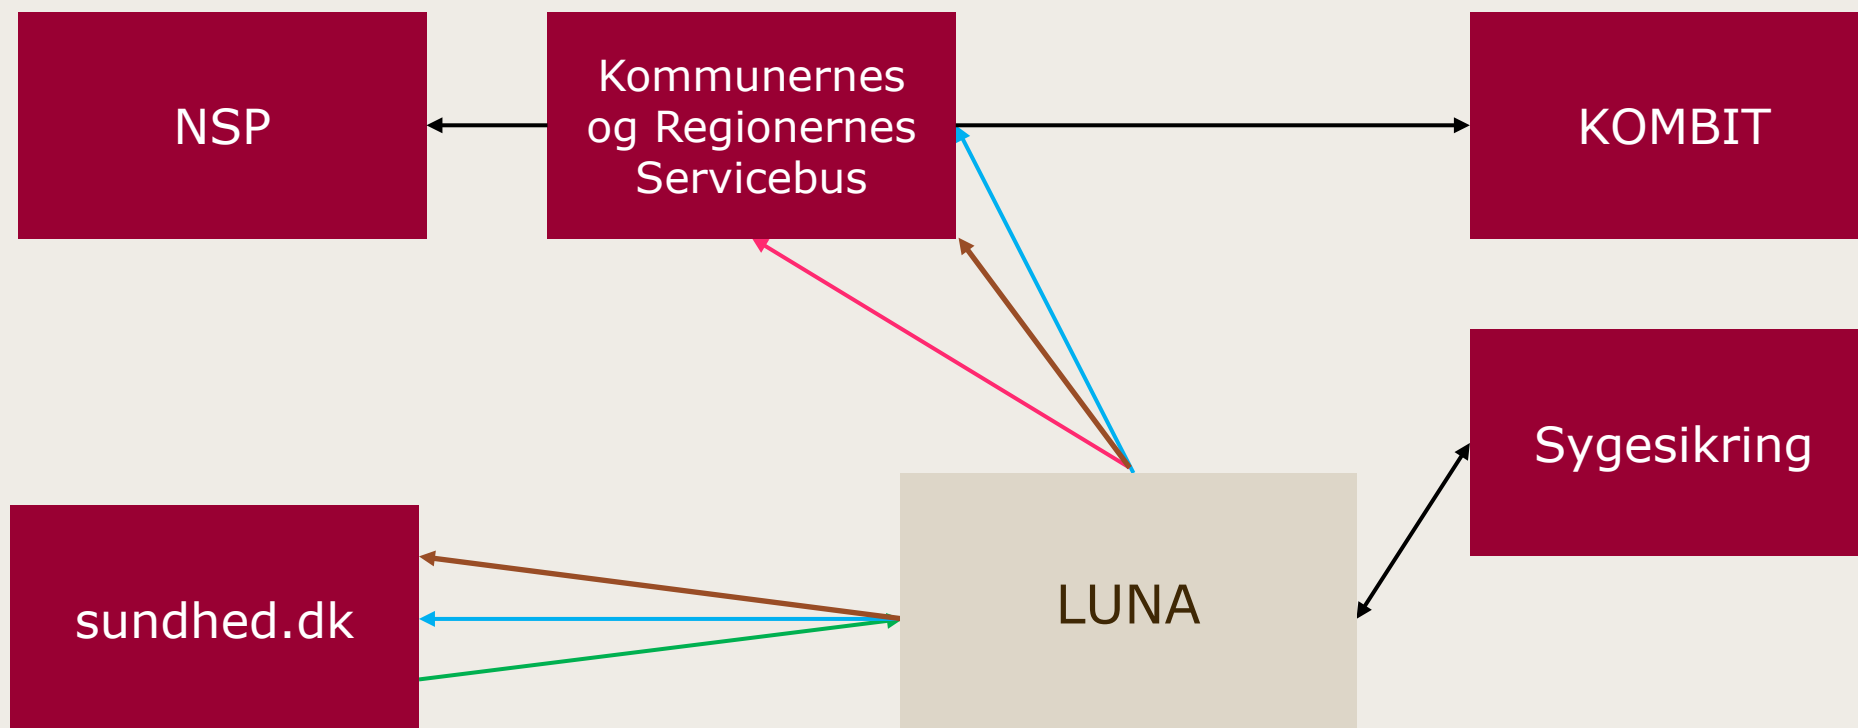 NSP
Kommunernes
og Regionernes
Servicebus
KOMBIT
Sygesikring
sundhed.dk
LUNA